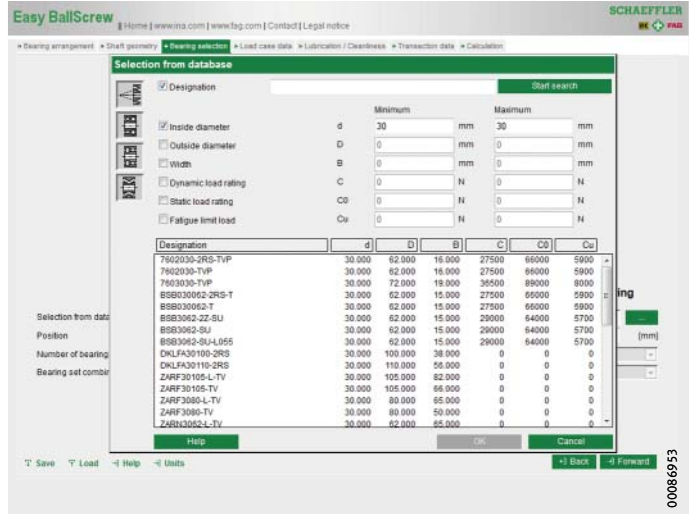 Easy BallScrew
SCHAEFFLER
| Home | www.ina.com | www.fag.com | Contact | Legal notice
INA FAG
Bearing arrangement Shaft geometry Bearing selection Load case data Lubrication / Cleanliness Transaction data Calculation
Selection from database
Designation Start search
Minimum Maximum
Inside diameter d 30 mm 30 mm
Outside diameter D 0 mm 0 mm
Width B 0 mm 0 mm
Dynamic load rating C 0 N 0 N
Static load rating C0 0 N 0 N
Fatigue limit load Cu 0 N 0 N
Designation d D B C C0 Cu
7602030-2RS-TVP 30.000 62.000 16.000 27500 66000 5900
7602030-TVP 30.000 62.000 16.000 27500 66000 5900
7603030-TVP 30.000 72.000 19.000 36500 89000 8000
BSB030062-2RS-T 30.000 62.000 15.000 27500 66000 5900
BSB030062-T 30.000 62.000 15.000 27500 66000 5900
BSB3062-2Z-SU 30.000 62.000 15.000 29000 64000 5700
BSB3062-SU 30.000 62.000 15.000 29000 64000 5700
BSB3062-SU-L055 30.000 62.000 15.000 29000 64000 5700
DKLFA30100-2RS 30.000 100.000 38.000 0 0 0
DKLFA30110-2RS 30.000 110.000 56.000 0 0 0
ZARF30105-L-TV 30.000 105.000 82.000 0 0 0
ZARF30105-TV 30.000 105.000 66.000 0 0 0
ZARF3080-L-TV 30.000 80.000 65.000 0 0 0
ZARF3080-TV 30.000 80.000 50.000 0 0 0
ZARN3062-L-TV 30.000 62.000 65.000 0 0 0
ing
Selection from data ...
Position [mm]
Number of bearing
Bearing set combin
Help OK Cancel
Save Load Help Units Back Forward
00086953